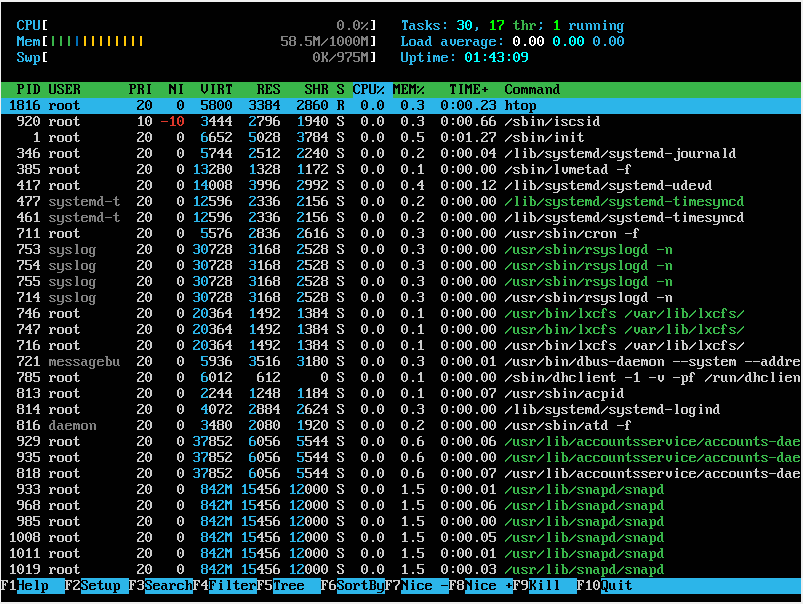 CPU[ 0.0%] Tasks: 30, 17 thr; 1 running
Mem[||||||||||||| 58.5M/1000M] Load average: 0.00 0.00 0.00
Swp[ 0K/975M] Uptime: 01:43:09
PID USER PRI NI VIRT RES SHR S CPU% MEM% TIME+ Command
1816 root 20 0 5800 3384 2860 R 0.0 0.3 0:00.23 htop
920 root 10 -10 3444 2796 1940 S 0.0 0.3 0:00.66 /sbin/iscsid
1 root 20 0 6652 5028 3784 S 0.0 0.5 0:01.27 /sbin/init
346 root 20 0 5744 2512 2240 S 0.0 0.2 0:00.04 /lib/systemd/systemd-journald
385 root 20 0 13280 1328 1172 S 0.0 0.1 0:00.00 /sbin/lvmetad -f
417 root 20 0 14008 3996 2992 S 0.0 0.4 0:00.12 /lib/systemd/systemd-udevd
477 systemd-t 20 0 12596 2336 2156 S 0.0 0.2 0:00.00 /lib/systemd/systemd-timesyncd
461 systemd-t 20 0 12596 2336 2156 S 0.0 0.2 0:00.00 /lib/systemd/systemd-timesyncd
711 root 20 0 5576 2836 2616 S 0.0 0.3 0:00.00 /usr/sbin/cron -f
753 syslog 20 0 30728 3168 2528 S 0.0 0.3 0:00.00 /usr/sbin/rsyslogd -n
754 syslog 20 0 30728 3168 2528 S 0.0 0.3 0:00.00 /usr/sbin/rsyslogd -n
755 syslog 20 0 30728 3168 2528 S 0.0 0.3 0:00.00 /usr/sbin/rsyslogd -n
714 syslog 20 0 30728 3168 2528 S 0.0 0.3 0:00.00 /usr/sbin/rsyslogd -n
746 root 20 0 20364 1492 1384 S 0.0 0.1 0:00.00 /usr/bin/lxcfs /var/lib/lxcfs/
747 root 20 0 20364 1492 1384 S 0.0 0.1 0:00.00 /usr/bin/lxcfs /var/lib/lxcfs/
716 root 20 0 20364 1492 1384 S 0.0 0.1 0:00.00 /usr/bin/lxcfs /var/lib/lxcfs/
721 messagebu 20 0 5936 3516 3180 S 0.0 0.3 0:00.01 /usr/bin/dbus-daemon --system --addre
785 root 20 0 6012 612 0 S 0.0 0.1 0:00.00 /sbin/dhclient -1 -v -pf /run/dhclien
813 root 20 0 2244 1248 1184 S 0.0 0.1 0:00.07 /usr/sbin/acpid
814 root 20 0 4072 2884 2624 S 0.0 0.3 0:00.00 /lib/systemd/systemd-logind
816 daemon 20 0 3480 2080 1920 S 0.0 0.2 0:00.00 /usr/sbin/atd -f
929 root 20 0 37852 6056 5544 S 0.0 0.6 0:00.06 /usr/lib/accountsservice/accounts-dae
935 root 20 0 37852 6056 5544 S 0.0 0.6 0:00.00 /usr/lib/accountsservice/accounts-dae
818 root 20 0 37852 6056 5544 S 0.0 0.6 0:00.07 /usr/lib/accountsservice/accounts-dae
933 root 20 0 842M 15456 12000 S 0.0 1.5 0:00.01 /usr/lib/snapd/snapd
968 root 20 0 842M 15456 12000 S 0.0 1.5 0:00.06 /usr/lib/snapd/snapd
985 root 20 0 842M 15456 12000 S 0.0 1.5 0:00.00 /usr/lib/snapd/snapd
1008 root 20 0 842M 15456 12000 S 0.0 1.5 0:00.05 /usr/lib/snapd/snapd
1011 root 20 0 842M 15456 12000 S 0.0 1.5 0:00.01 /usr/lib/snapd/snapd
1019 root 20 0 842M 15456 12000 S 0.0 1.5 0:00.03 /usr/lib/snapd/snapd
F1Help F2Setup F3SearchF4FilterF5Tree F6SortByF7Nice -F8Nice +F9Kill F10Quit